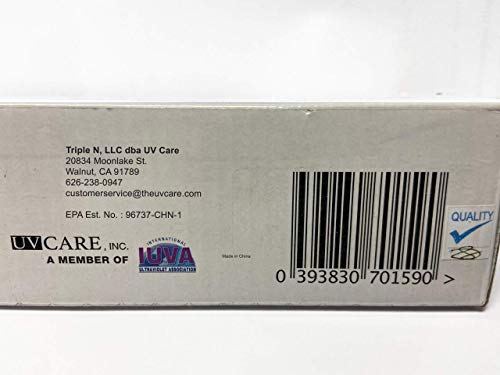 Triple N, LLC dba UV Care
20834 Moonlake St.
Walnut, CA 91789
626-238-0947
customerservice@theuvcare.com
EPA Est. No. : 96737-CHN-1
UV CARE, INC.
A MEMBER OF
INTERNATIONAL
IUVA
ULTRAVIOLET ASSOCIATION
Made in China
0 393830 701590 >
QUALITY